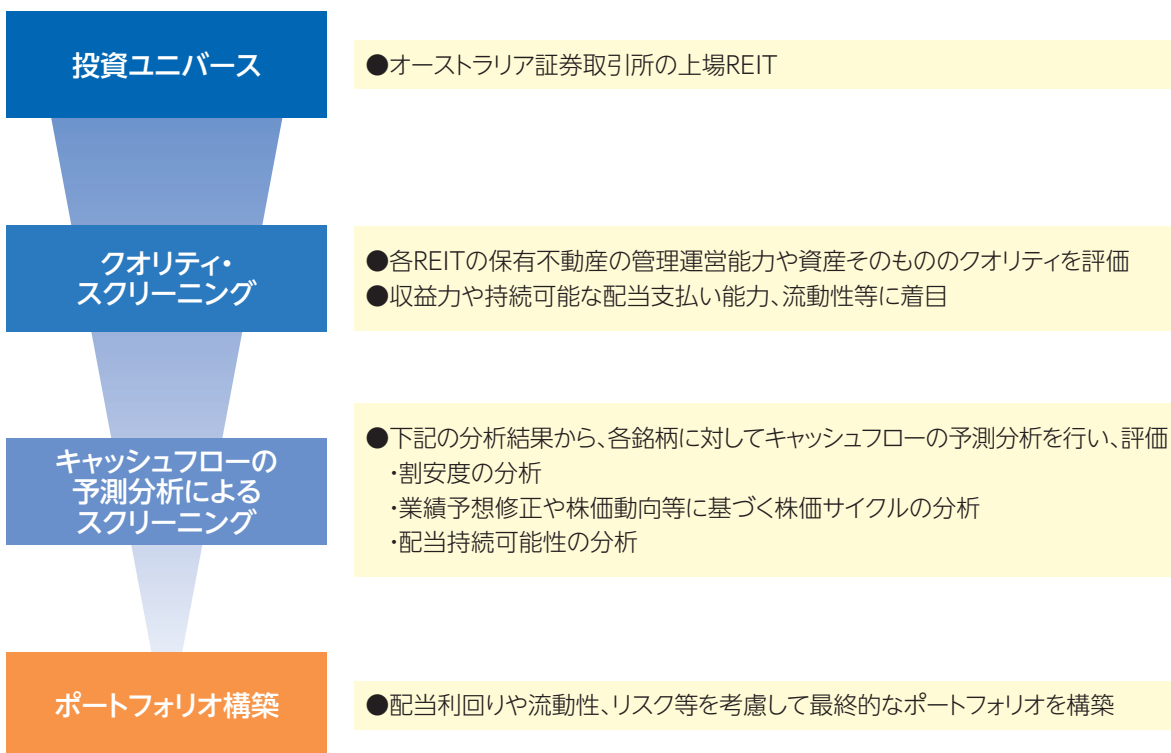 投資ユニバース
●オーストラリア証券取引所の上場REIT
クオリティ・
スクリーニング
●各REITの保有不動産の管理運営能力や資産そのもののクオリティを評価
●収益力や持続可能な配当支払い能力、流動性等に着目
キャッシュフローの
予測分析による
スクリーニング
●下記の分析結果から、各銘柄に対してキャッシュフローの予測分析を行い、評価
・割安度の分析
・業績予想修正や株価動向等に基づく株価サイクルの分析
・配当持続可能性の分析
ポートフォリオ構築
●配当利回りや流動性、リスク等を考慮して最終的なポートフォリオを構築